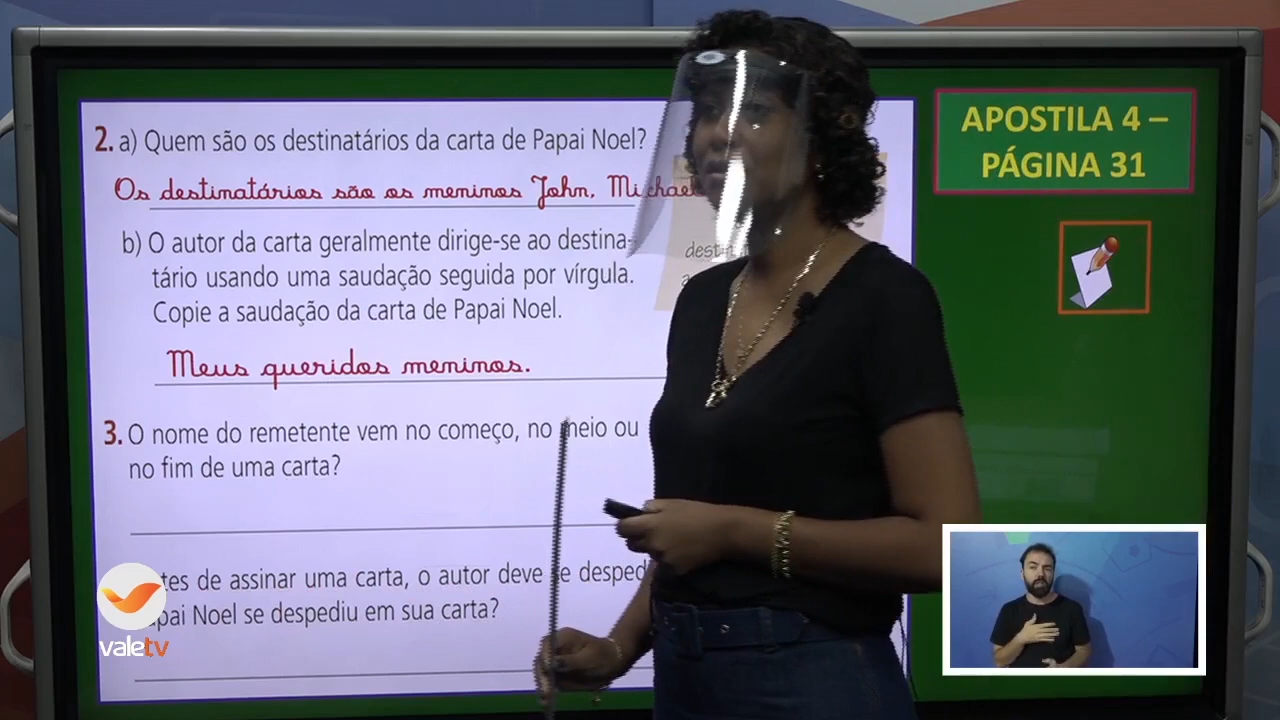 2. a) Quem são os destinatários da carta de Papai Noel?
Os destinatários são os meninos John, Michael
b) O autor da carta geralmente dirige-se ao destina-
tário usando uma saudação seguida por vírgula.
Copie a saudação da carta de Papai Noel.
Meus queridos meninos.
3. O nome do remetente vem no começo, no meio ou
no fim de uma carta?
tes de assinar uma carta, o autor deve se despedi
apai Noel se despediu em sua carta?
APOSTILA 4 –
PÁGINA 31
valetv